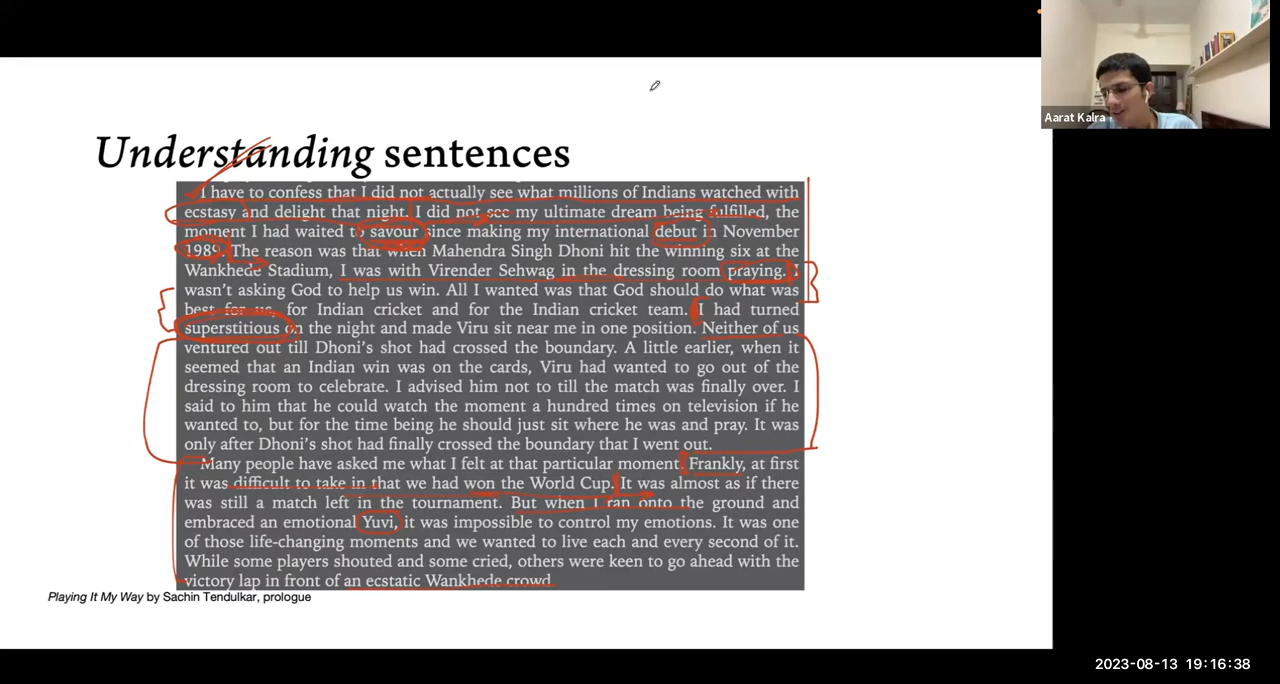 Aarat Kalra
Understanding sentences
I have to confess that I did not actually see what millions of Indians watched with
ecstasy and delight that night. I did not see my ultimate dream being fulfilled, the
moment I had waited to savour since making my international debut in November
1989. The reason was that when Mahendra Singh Dhoni hit the winning six at the
Wankhede Stadium, I was with Virender Sehwag in the dressing room praying. I
wasn't asking God to help us win. All I wanted was that God should do what was
best for us, for Indian cricket and for the Indian cricket team. I had turned
superstitious on the night and made Viru sit near me in one position. Neither of us
ventured out till Dhoni's shot had crossed the boundary. A little earlier, when it
seemed that an Indian win was on the cards, Viru had wanted to go out of the
dressing room to celebrate. I advised him not to till the match was finally over. I
said to him that he could watch the moment a hundred times on television if he
wanted to, but for the time being he should just sit where he was and pray. It was
only after Dhoni's shot had finally crossed the boundary that I went out.
Many people have asked me what I felt at that particular moment. Frankly, at first
it was difficult to take in that we had won the World Cup. It was almost as if there
was still a match left in the tournament. But when I ran onto the ground and
embraced an emotional Yuvi, it was impossible to control my emotions. It was one
of those life-changing moments and we wanted to live each and every second of it.
While some players shouted and some cried, others were keen to go ahead with the
victory lap in front of an ecstatic Wankhede crowd.
Playing It My Way by Sachin Tendulkar, prologue
2023-08-13 19:16:38